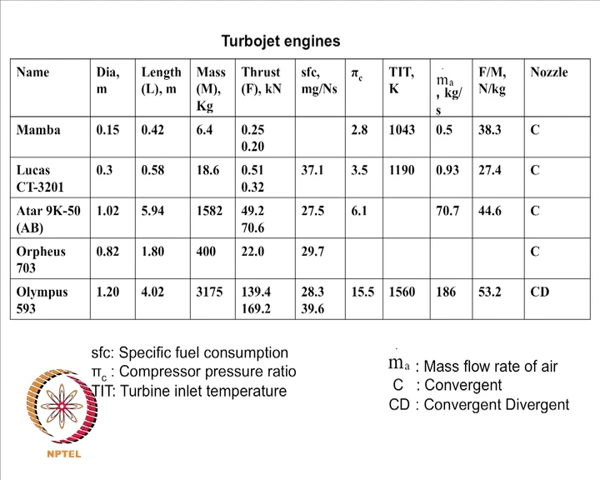 Turbojet engines
Name Dia, m Length (L), m Mass (M), Kg Thrust (F), kN sfc, mg/Ns πc TIT, K ṁa , kg/s F/M, N/kg Nozzle
Mamba 0.15 0.42 6.4 0.25 0.20 2.8 1043 0.5 38.3 C
Lucas CT-3201 0.3 0.58 18.6 0.51 0.32 37.1 3.5 1190 0.93 27.4 C
Atar 9K-50 (AB) 1.02 5.94 1582 49.2 70.6 27.5 6.1 70.7 44.6 C
Orpheus 703 0.82 1.80 400 22.0 29.7 C
Olympus 593 1.20 4.02 3175 139.4 169.2 28.3 39.6 15.5 1560 186 53.2 CD
sfc: Specific fuel consumption
πc : Compressor pressure ratio
TIT: Turbine inlet temperature
ṁa : Mass flow rate of air
C : Convergent
CD : Convergent Divergent
NPTEL